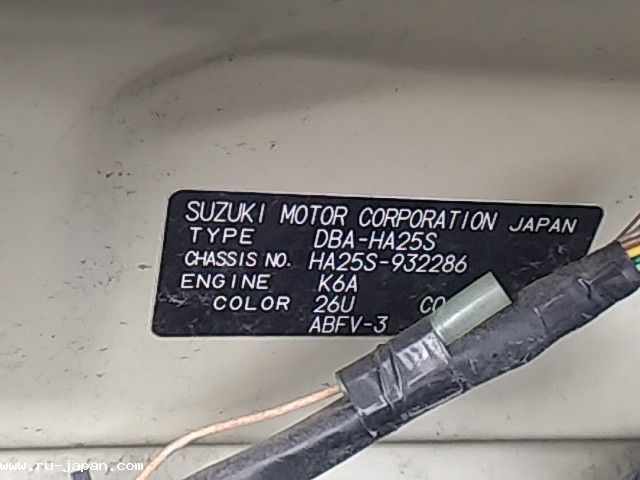 SUZUKI MOTOR CORPORATION JAPAN
TYPE DBA-HA25S
CHASSIS NO. HA25S-932286
ENGINE K6A
COLOR 26U CO
ABFV-3
www.ru-japan.com